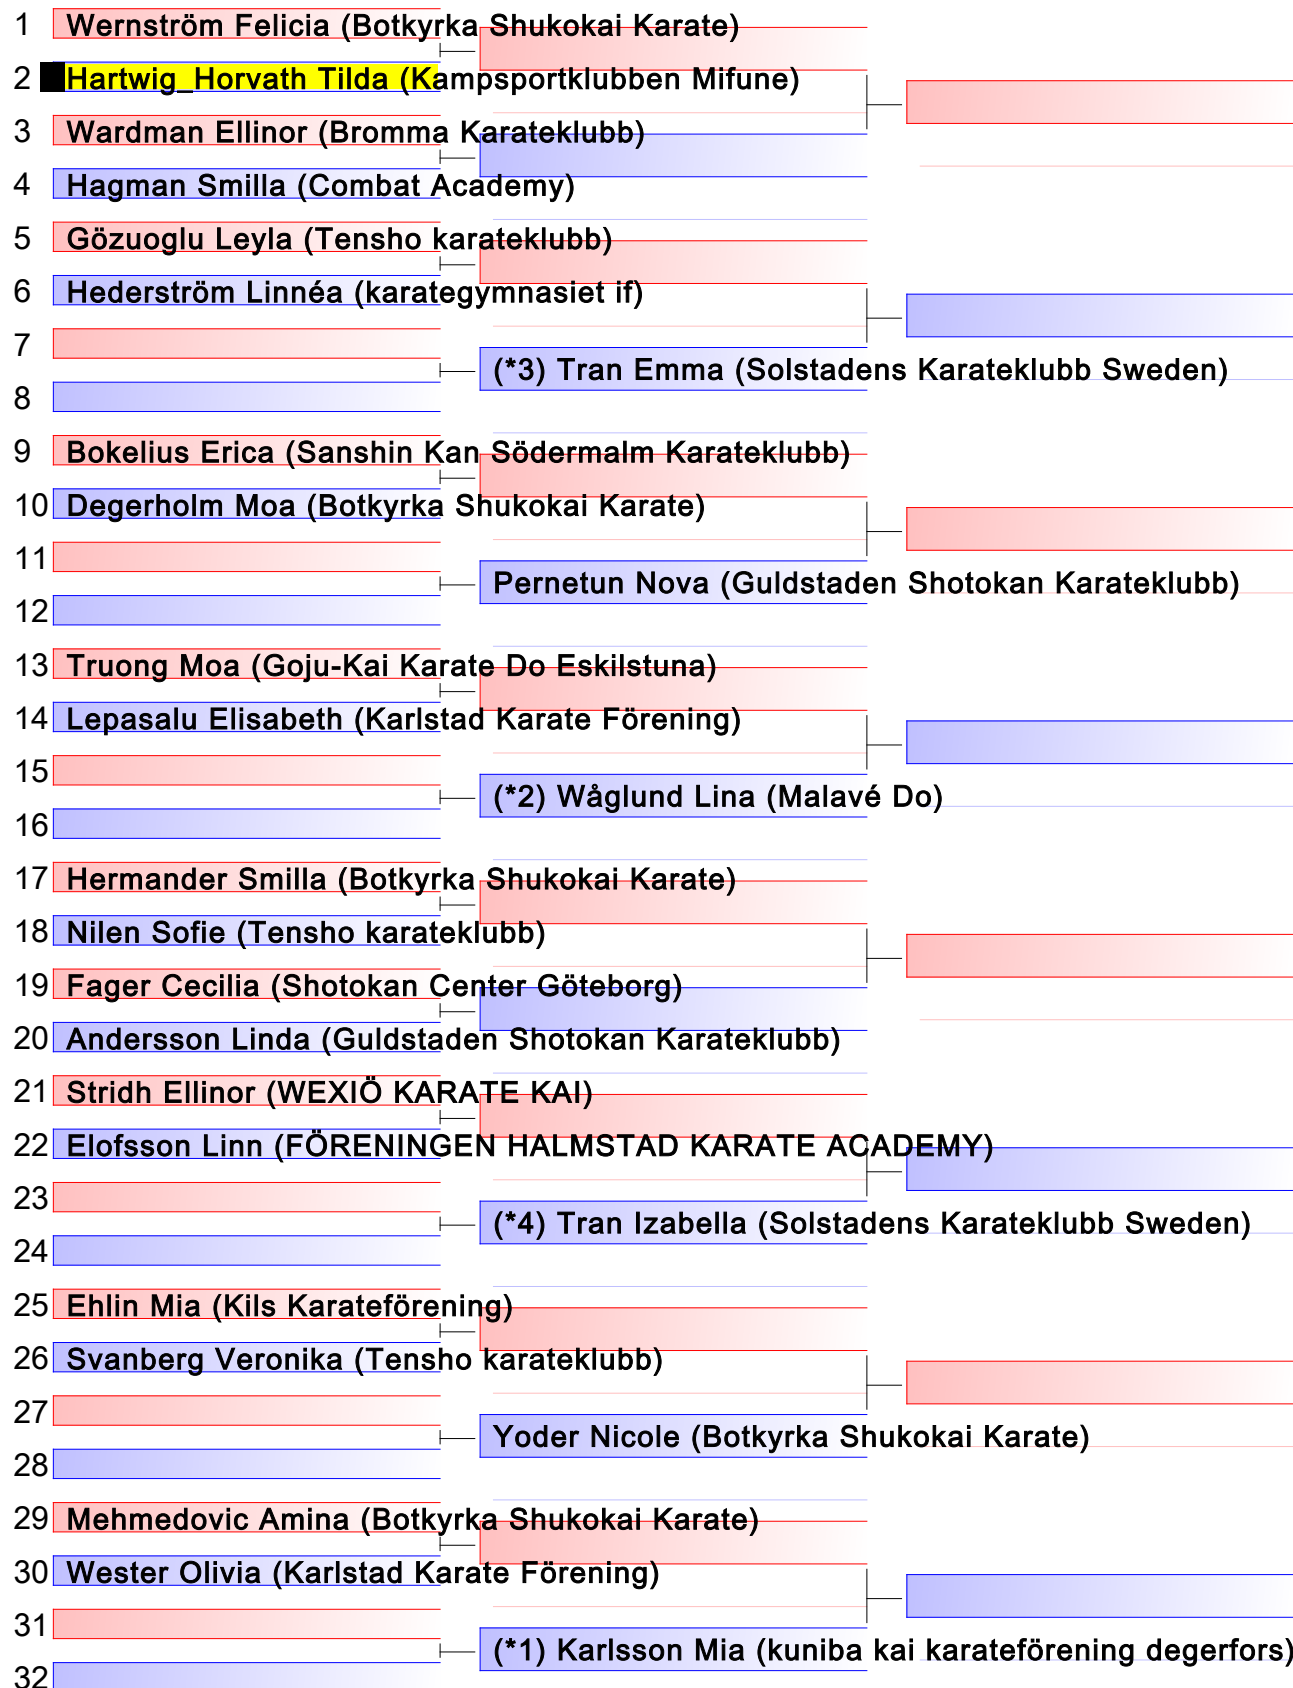 1 Wernström Felicia (Botkyrka Shukokai Karate)
2 Hartwig_Horvath Tilda (Kampsportklubben Mifune)
3 Wardman Ellinor (Bromma Karateklubb)
4 Hagman Smilla (Combat Academy)
5 Gözuoglu Leyla (Tensho karateklubb)
6 Hederström Linnéa (karategymnasiet if)
7
(*3) Tran Emma (Solstadens Karateklubb Sweden)
8
9 Bokelius Erica (Sanshin Kan Södermalm Karateklubb)
10 Degerholm Moa (Botkyrka Shukokai Karate)
11
Pernetun Nova (Guldstaden Shotokan Karateklubb)
12
13 Truong Moa (Goju-Kai Karate Do Eskilstuna)
14 Lepasalu Elisabeth (Karlstad Karate Förening)
15
(*2) Wåglund Lina (Malavé Do)
16
17 Hermander Smilla (Botkyrka Shukokai Karate)
18 Nilen Sofie (Tensho karateklubb)
19 Fager Cecilia (Shotokan Center Göteborg)
20 Andersson Linda (Guldstaden Shotokan Karateklubb)
21 Stridh Ellinor (WEXIÖ KARATE KAI)
22 Elofsson Linn (FÖRENINGEN HALMSTAD KARATE ACADEMY)
23
(*4) Tran Izabella (Solstadens Karateklubb Sweden)
24
25 Ehlin Mia (Kils Karateförening)
26 Svanberg Veronika (Tensho karateklubb)
27
Yoder Nicole (Botkyrka Shukokai Karate)
28
29 Mehmedovic Amina (Botkyrka Shukokai Karate)
30 Wester Olivia (Karlstad Karate Förening)
31
(*1) Karlsson Mia (kuniba kai karateförening degerfors)
32